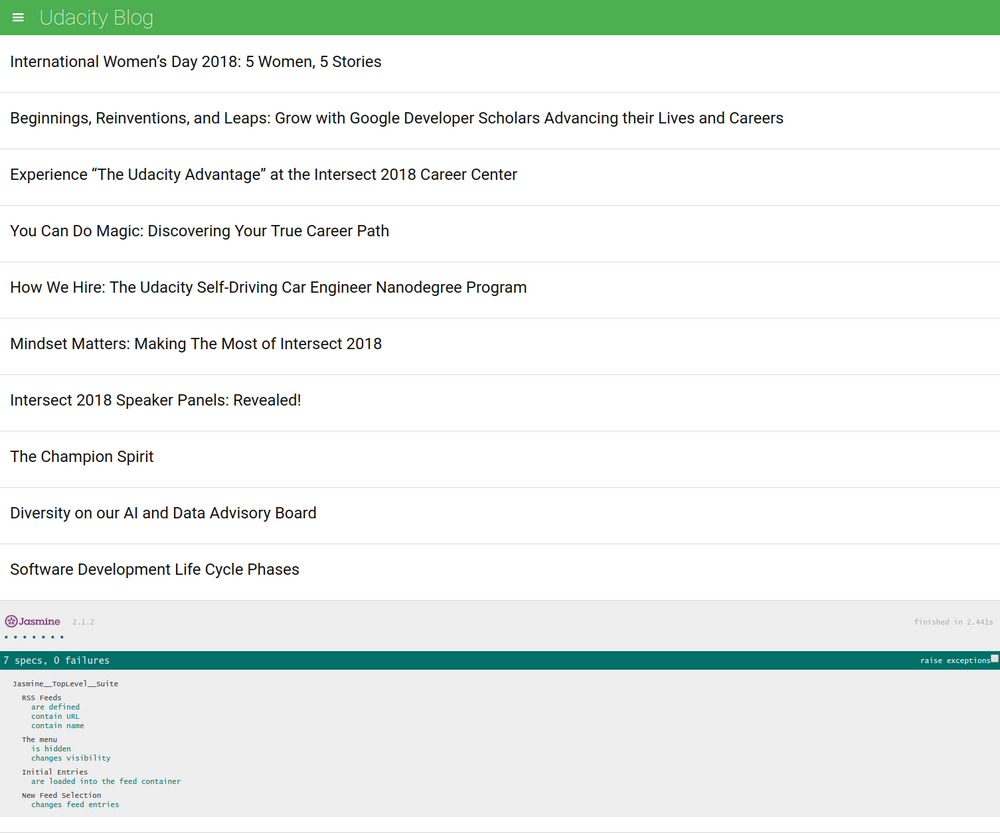 Udacity Blog
International Women’s Day 2018: 5 Women, 5 Stories
Beginnings, Reinventions, and Leaps: Grow with Google Developer Scholars Advancing their Lives and Careers
Experience “The Udacity Advantage” at the Intersect 2018 Career Center
You Can Do Magic: Discovering Your True Career Path
How We Hire: The Udacity Self-Driving Car Engineer Nanodegree Program
Mindset Matters: Making The Most of Intersect 2018
Intersect 2018 Speaker Panels: Revealed!
The Champion Spirit
Diversity on our AI and Data Advisory Board
Software Development Life Cycle Phases
Jasmine 2.1.2 finished in 2.441s
7 specs, 0 failures raise exceptions
Jasmine__TopLevel__Suite
RSS Feeds
are defined
contain URL
contain name
The menu
is hidden
changes visibility
Initial Entries
are loaded into the feed container
New Feed Selection
changes feed entries